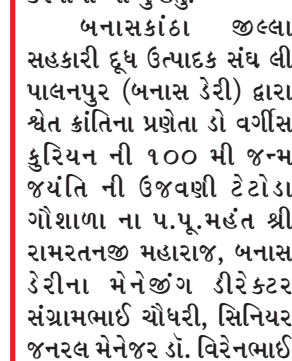 બનાસકાંઠા જીલ્લા
સહકારી દૂધ ઉત્પાદક સંઘ લી
પાલનપુર (બનાસ ડેરી) દ્વારા
શ્વેત ક્રાંતિના પ્રણેતા ડો વર્ગીસ
કુરિયન ની ૧૦૦ મી જન્મ
જયંતિ ની ઉજવણી ટેટોડા
ગૌશાળા ના પ.પૂ.મહંત શ્રી
રામરતનજી મહારાજ, બનાસ
ડેરીના મેનેજીંગ ડીરેક્ટર
સંગ્રામભાઈ ચૌધરી, સિનિયર
જનરલ મેનેજર ડૉ. વિરેનભાઈ